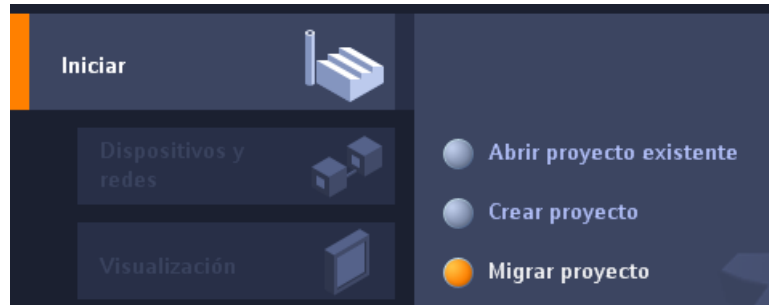 Iniciar
Dispositivos y
redes
Visualización
Abrir proyecto existente
Crear proyecto
Migrar proyecto